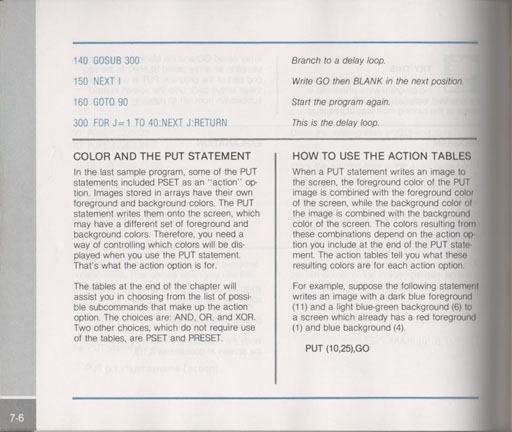 140 GOSUB 300 Branch to a delay loop.
150 NEXT I Write GO then BLANK in the next position.
160 GOTO 90 Start the program again.
300 FOR J=1 TO 40:NEXT J:RETURN This is the delay loop.
COLOR AND THE PUT STATEMENT
In the last sample program, some of the PUT
statements included PSET as an "action" op-
tion. Images stored in arrays have their own
foreground and background colors. The PUT
statement writes them onto the screen, which
may have a different set of foreground and
background colors. Therefore, you need a
way of controlling which colors will be dis-
played when you use the PUT statement.
That's what the action option is for.
The tables at the end of the chapter will
assist you in choosing from the list of possi-
ble subcommands that make up the action
option. The choices are: AND, OR, and XOR.
Two other choices, which do not require use
of the tables, are PSET and PRESET.
HOW TO USE THE ACTION TABLES
When a PUT statement writes an image to
the screen, the foreground color of the PUT
image is combined with the foreground color
of the screen, while the background color of
the image is combined with the background
color of the screen. The colors resulting from
these combinations depend on the action op-
tion you include at the end of the PUT state-
ment. The action tables tell you what these
resulting colors are for each action option.
For example, suppose the following statement
writes an image with a dark blue foreground
(11) and a light blue-green background (6) to
a screen which already has a red foreground
(1) and blue background (4).
PUT (10,25),GO
7-6